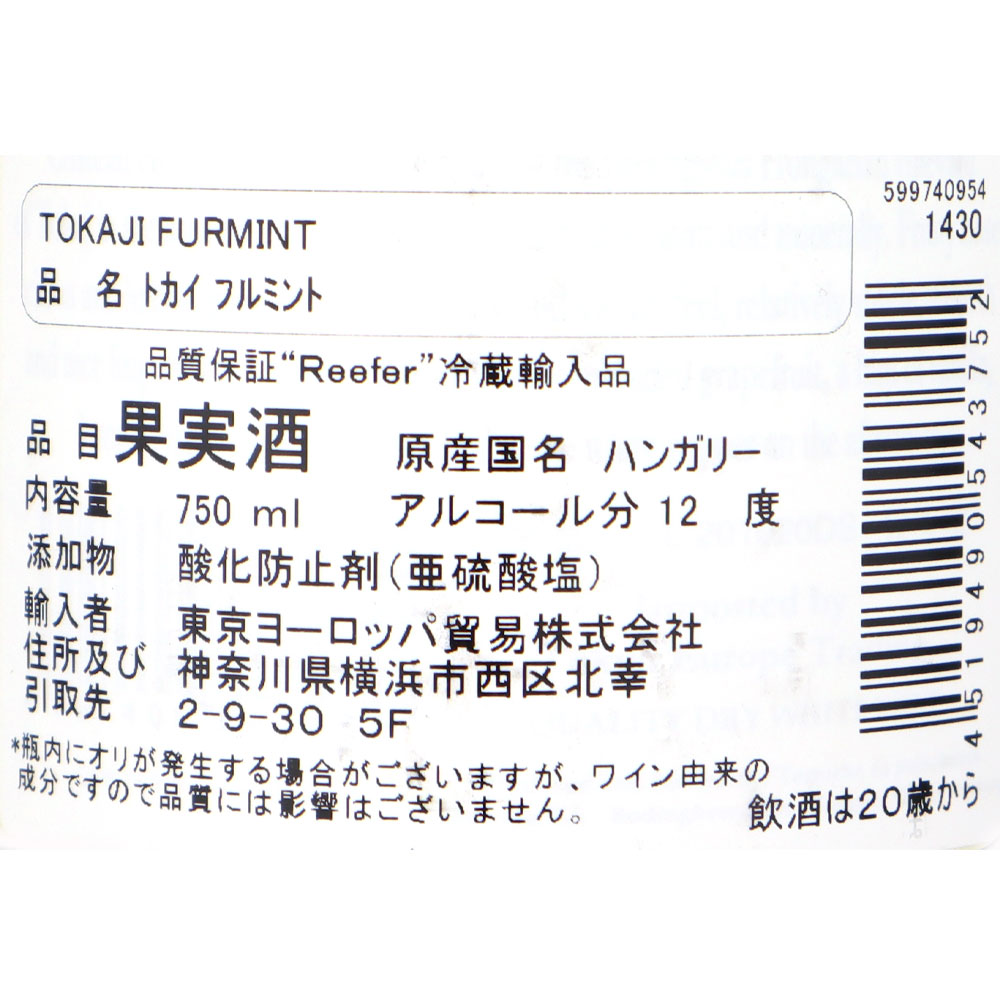 599740954
1430
TOKAJI FURMINT
品 名 トカイ フルミント
品質保証“Reefer”冷蔵輸入品
品 目 果実酒 原産国名 ハンガリー
内容量 750 ml アルコール分 12 度
添加物 酸化防止剤(亜硫酸塩)
輸入者 東京ヨーロッパ貿易株式会社
住所及び 神奈川県横浜市西区北幸
引取先 2-9-30 5F
*瓶内にオリが発生する場合がございますが、ワイン由来の
成分ですので品質には影響はございません。
飲酒は20歳から
4519490543752